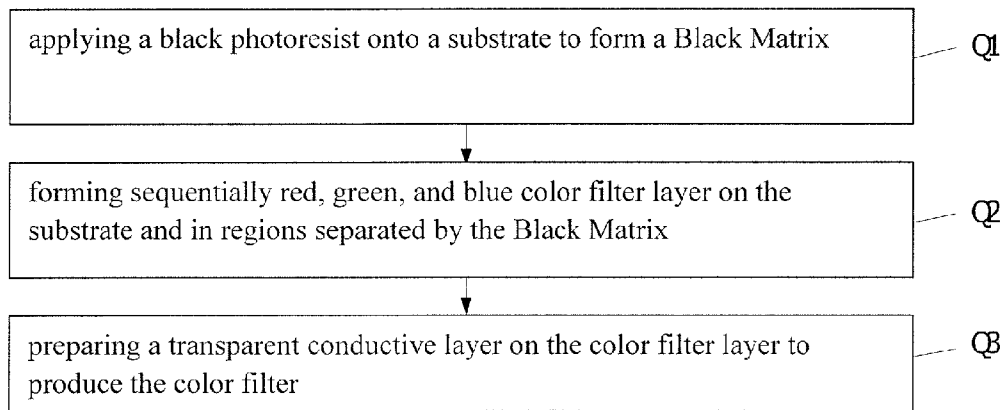 applying a black photoresist onto a substrate to form a Black Matrix
Q1
forming sequentially red, green, and blue color filter layer on the
substrate and in regions separated by the Black Matrix
Q2
preparing a transparent conductive layer on the color filter layer to
produce the color filter
Q3